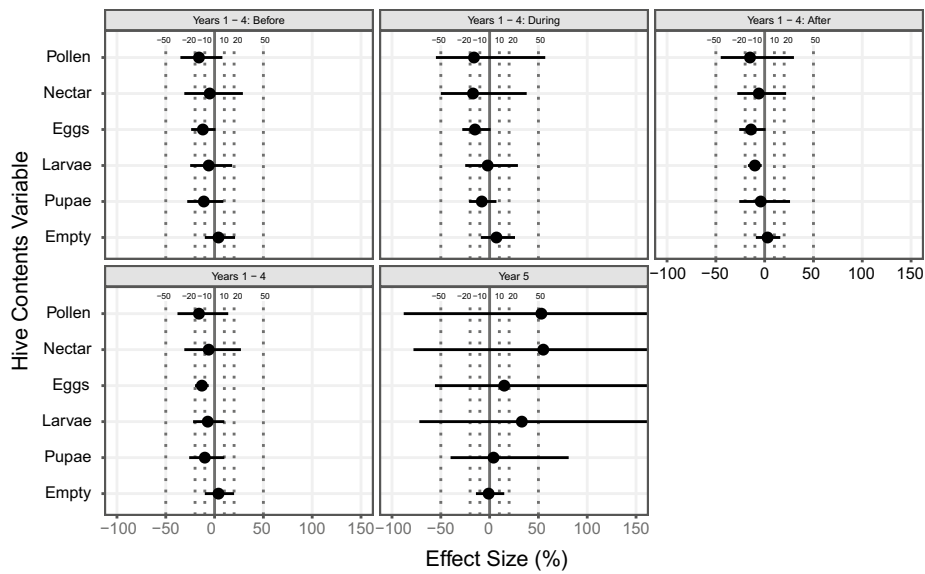 Years 1 − 4: Before
Years 1 − 4: During
Years 1 − 4: After
−50 −20 −10 10 20 50
−50 −20 −10 10 20 50
−50 −20 −10 10 20 50
Pollen
Nectar
Eggs
Larvae
Pupae
Empty
−100 −50 0 50 100 150
Years 1 − 4
Year 5
−50 −20 −10 10 20 50
−50 −20 −10 10 20 50
Pollen
Nectar
Eggs
Larvae
Pupae
Empty
−100 −50 0 50 100 150
−100 −50 0 50 100 150
Hive Contents Variable
Effect Size (%)